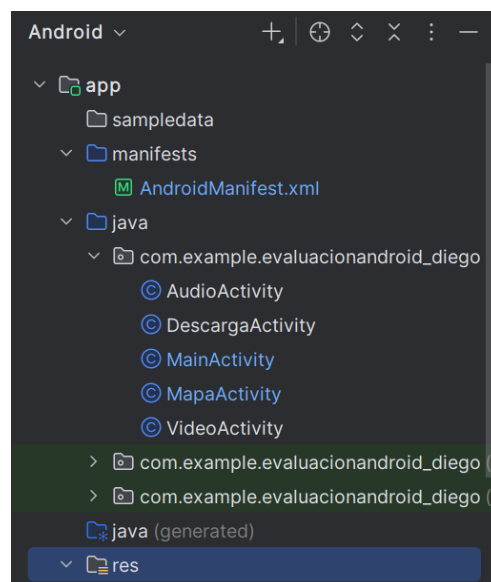 Android
app
sampledata
manifests
M AndroidManifest.xml
java
com.example.evaluacionandroid_diego
C AudioActivity
C DescargaActivity
C MainActivity
C MapaActivity
C VideoActivity
com.example.evaluacionandroid_diego (
com.example.evaluacionandroid_diego (
java (generated)
res